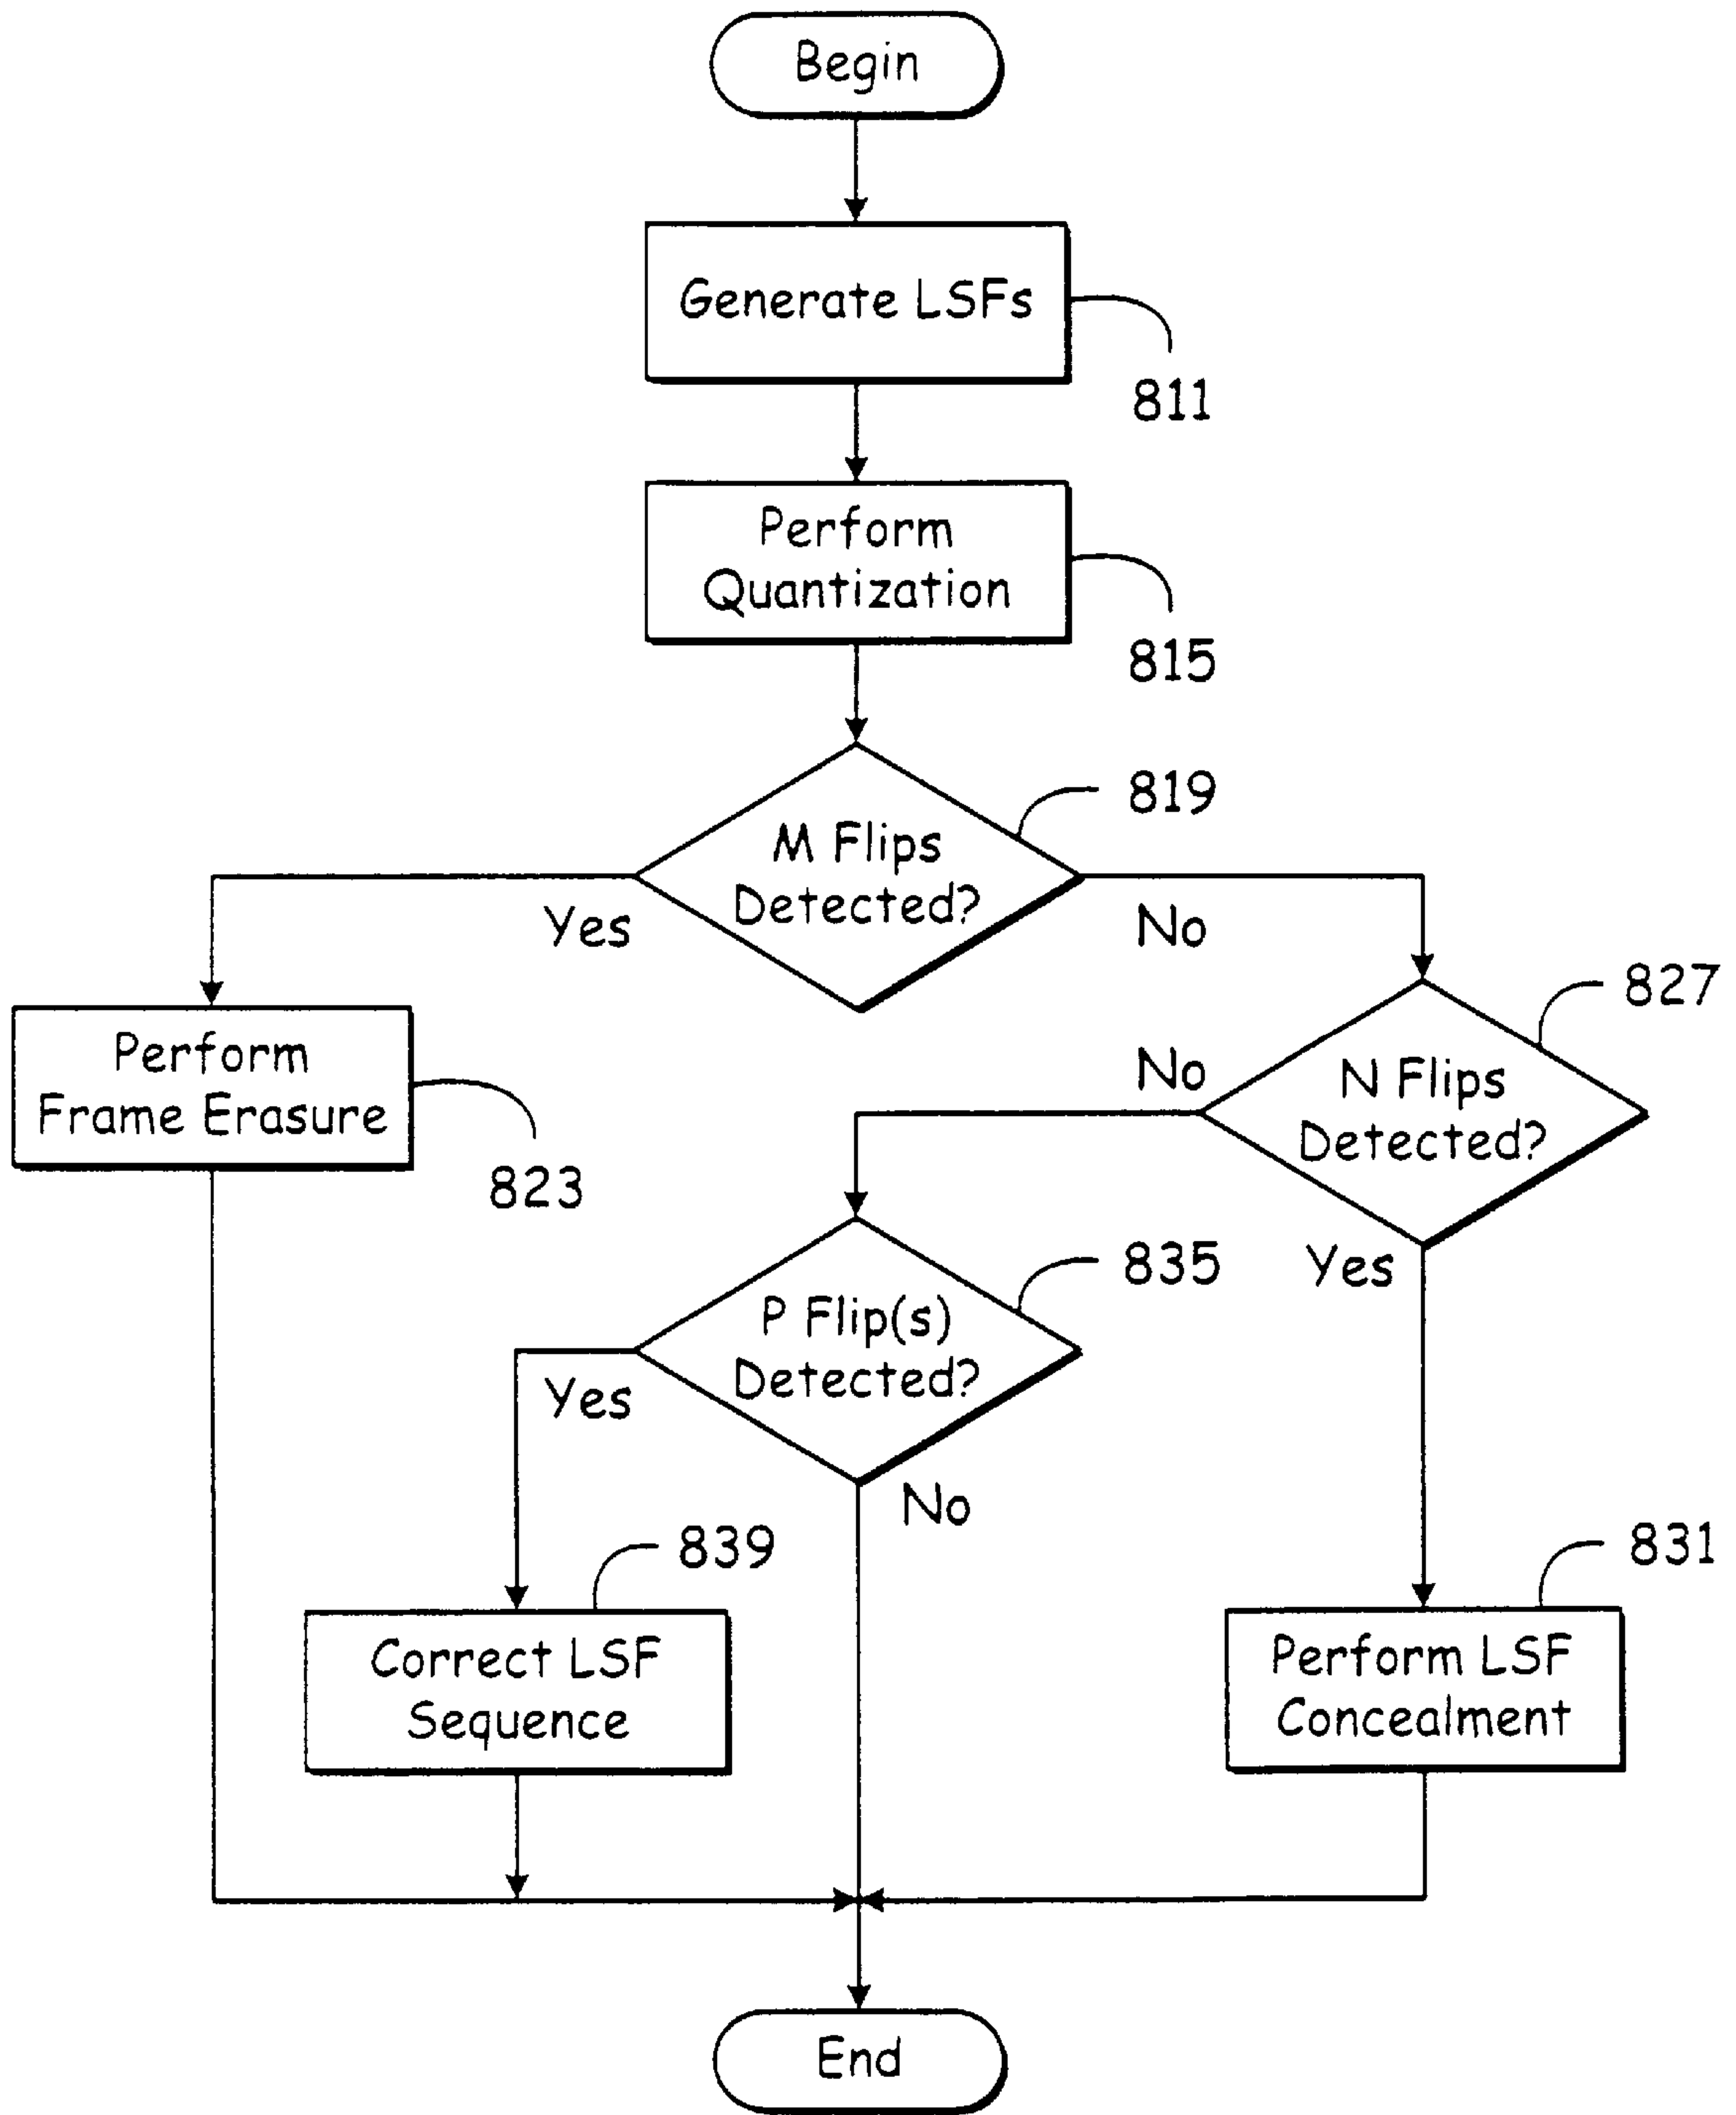 Begin
Generate LSFs
811
Perform
Quantization
815
819
M Flips
Detected?
Yes
No
827
Perform
Frame Erasure
823
No
N Flips
Detected?
Yes
835
P Flip(s)
Detected?
Yes
No
839
831
Correct LSF
Sequence
Perform LSF
Concealment
End